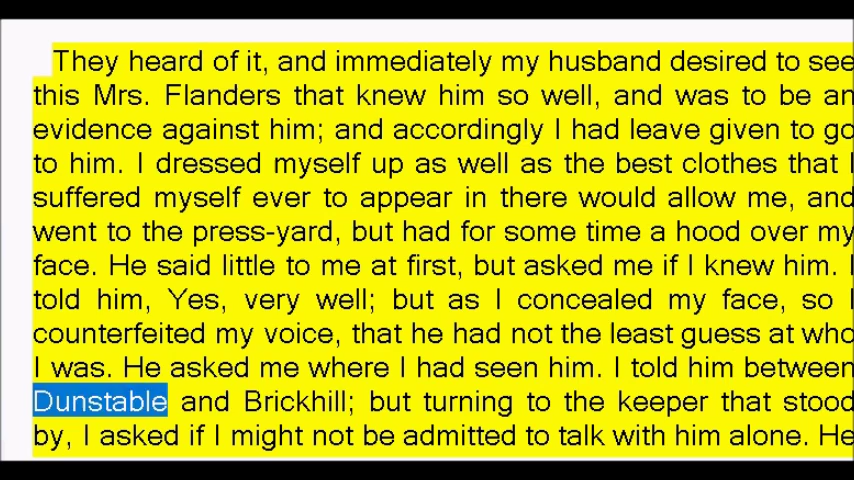 They heard of it, and immediately my husband desired to see
this Mrs. Flanders that knew him so well, and was to be an
evidence against him; and accordingly I had leave given to go
to him. I dressed myself up as well as the best clothes that I
suffered myself ever to appear in there would allow me, and
went to the press-yard, but had for some time a hood over my
face. He said little to me at first, but asked me if I knew him. I
told him, Yes, very well; but as I concealed my face, so I
counterfeited my voice, that he had not the least guess at who
I was. He asked me where I had seen him. I told him between
Dunstable and Brickhill; but turning to the keeper that stood
by, I asked if I might not be admitted to talk with him alone. He